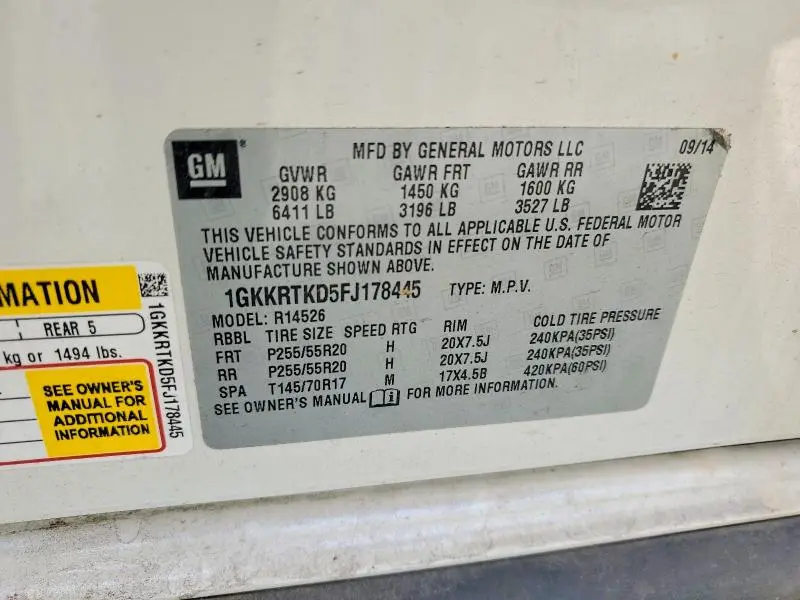 GM
MFD BY GENERAL MOTORS LLC 09/14
GVWR GAWR FRT GAWR RR
2908 KG 1450 KG 1600 KG
6411 LB 3196 LB 3527 LB
THIS VEHICLE CONFORMS TO ALL APPLICABLE U.S. FEDERAL MOTOR
VEHICLE SAFETY STANDARDS IN EFFECT ON THE DATE OF
MANUFACTURE SHOWN ABOVE.
1GKKRTKD5FJ178445 TYPE: M.P.V.
MODEL: R14526
RBBL TIRE SIZE SPEED RTG RIM COLD TIRE PRESSURE
FRT P255/55R20 H 20X7.5J 240KPA(35PSI)
RR P255/55R20 H 20X7.5J 240KPA(35PSI)
SPA T145/70R17 M 17X4.5B 420KPA(60PSI)
SEE OWNER'S MANUAL FOR MORE INFORMATION.
MATION
REAR 5
kg or 1494 lbs.
SEE OWNER'S
MANUAL FOR
ADDITIONAL
INFORMATION
1GKKRTKD5FJ178445